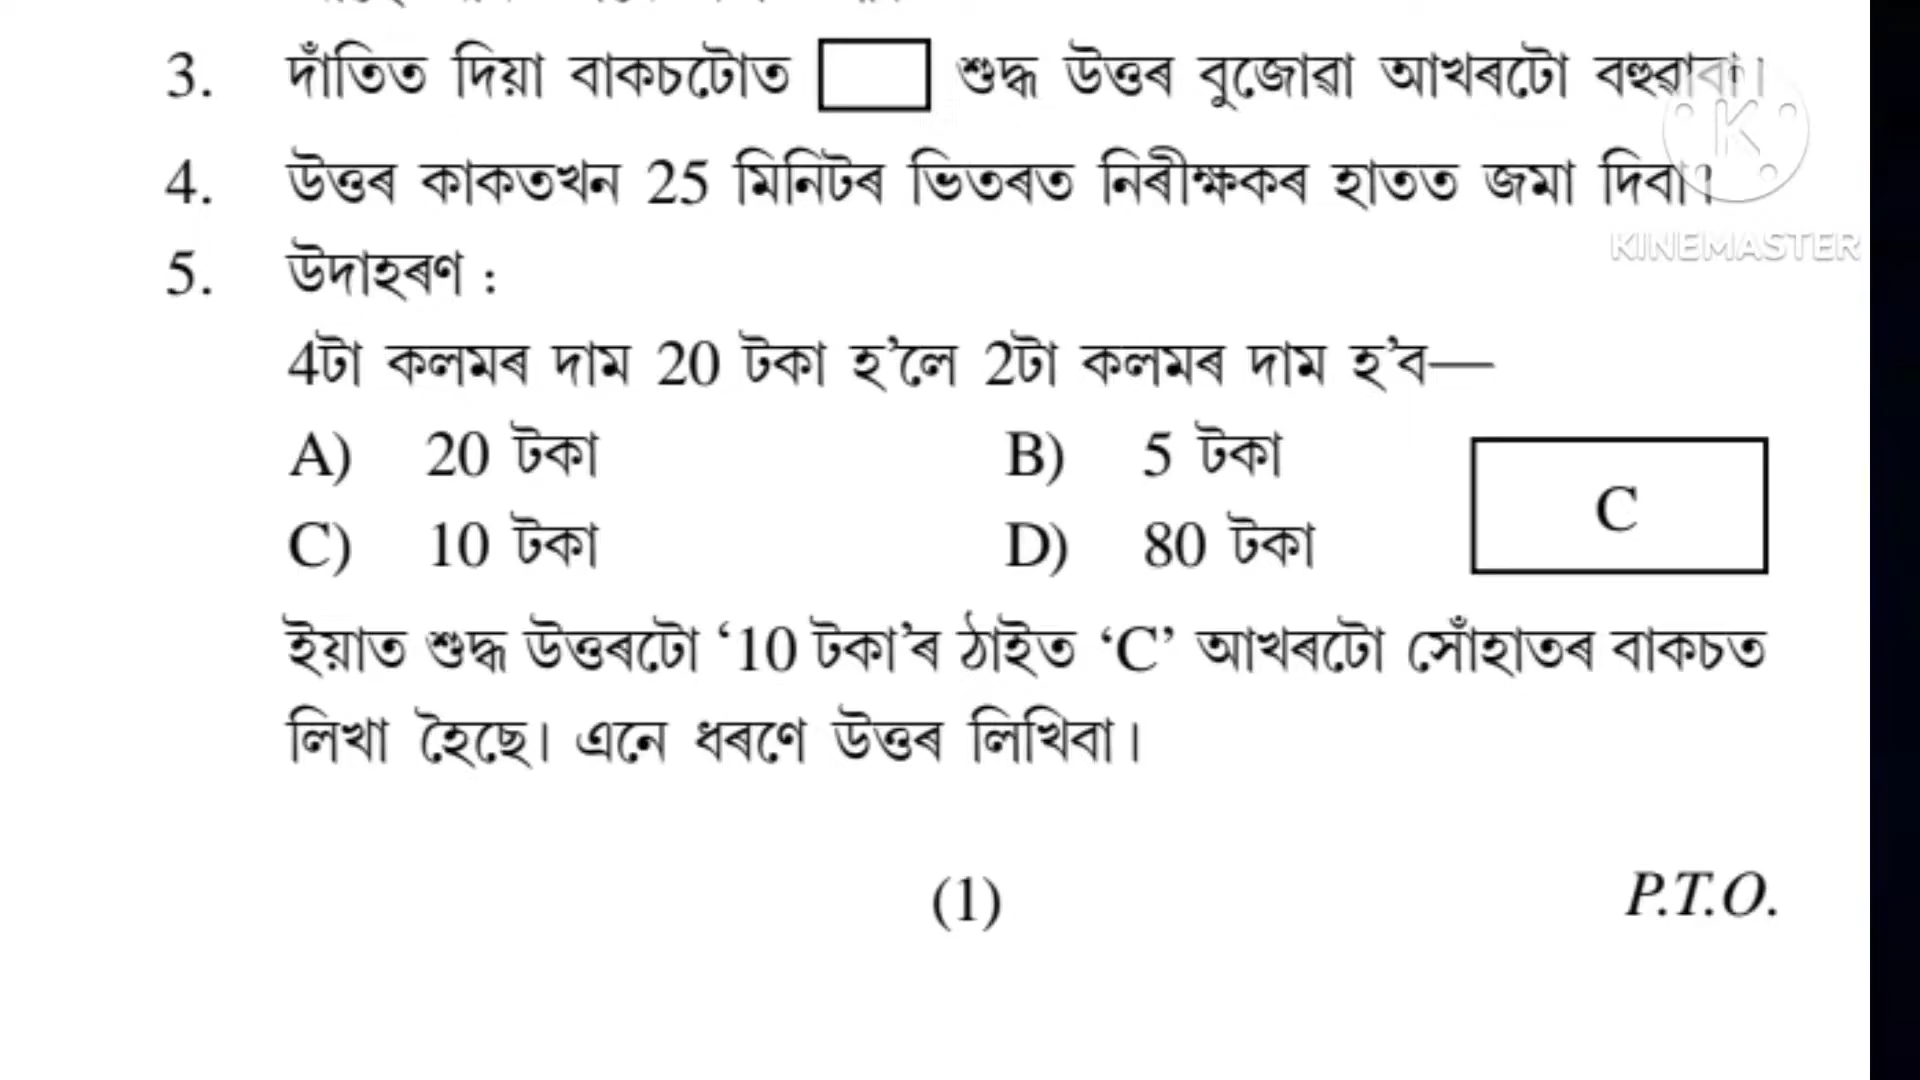 3. দাঁতিত দিয়া বাকচটোত শুদ্ধ উত্তৰ বুজোৱা আখৰটো বহুৱাবা।
4. উত্তৰ কাকতখন 25 মিনিটৰ ভিতৰত নিৰীক্ষকৰ হাতত জমা দিবা।
KINEMASTER
5. উদাহৰণ :
4টা কলমৰ দাম 20 টকা হ’লে 2টা কলমৰ দাম হ’ব—
A) 20 টকা B) 5 টকা
C
C) 10 টকা D) 80 টকা
ইয়াত শুদ্ধ উত্তৰটো ‘10 টকা’ৰ ঠাইত ‘C’ আখৰটো সোঁহাতৰ বাকচত
লিখা হৈছে। এনে ধৰণে উত্তৰ লিখিবা।
(1) P.T.O.